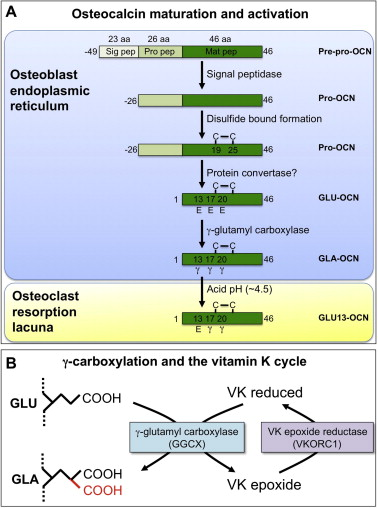 A
Osteocalcin maturation and activation
23 aa 26 aa 46 aa
-49 Sig pep Pro pep Mat pep 46 Pre-pro-OCN
Osteoblast
endoplasmic
reticulum
Signal peptidase
-26 46 Pro-OCN
Disulfide bound formation
C C
-26 19 25 46 Pro-OCN
Protein convertase?
C C
1 13 17 20 46 GLU-OCN
E E E
γ-glutamyl carboxylase
C C
1 13 17 20 46 GLA-OCN
γ γ γ
Osteoclast
resorption
lacuna
Acid pH (~4.5)
C C
1 13 17 20 46 GLU13-OCN
E γ γ
B
γ-carboxylation and the vitamin K cycle
GLU COOH VK reduced
γ-glutamyl carboxylase
(GGCX)
VK epoxide reductase
(VKORC1)
GLA COOH
COOH
VK epoxide